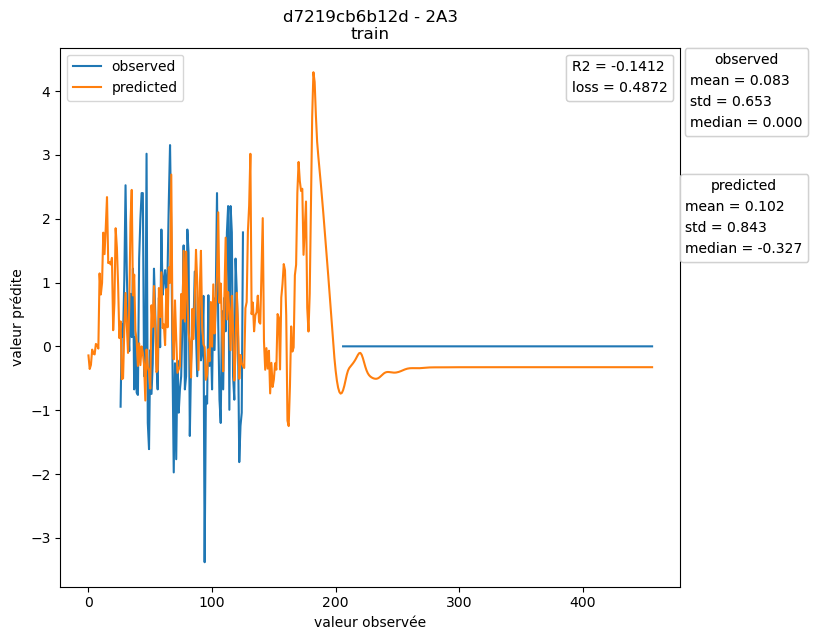 d7219cb6b12d - 2A3
train
observed
predicted
R2 = -0.1412
loss = 0.4872
observed
mean = 0.083
std = 0.653
median = 0.000
predicted
mean = 0.102
std = 0.843
median = -0.327
valeur prédite
4
3
2
1
0
−1
−2
−3
0
100
200
300
400
valeur observée